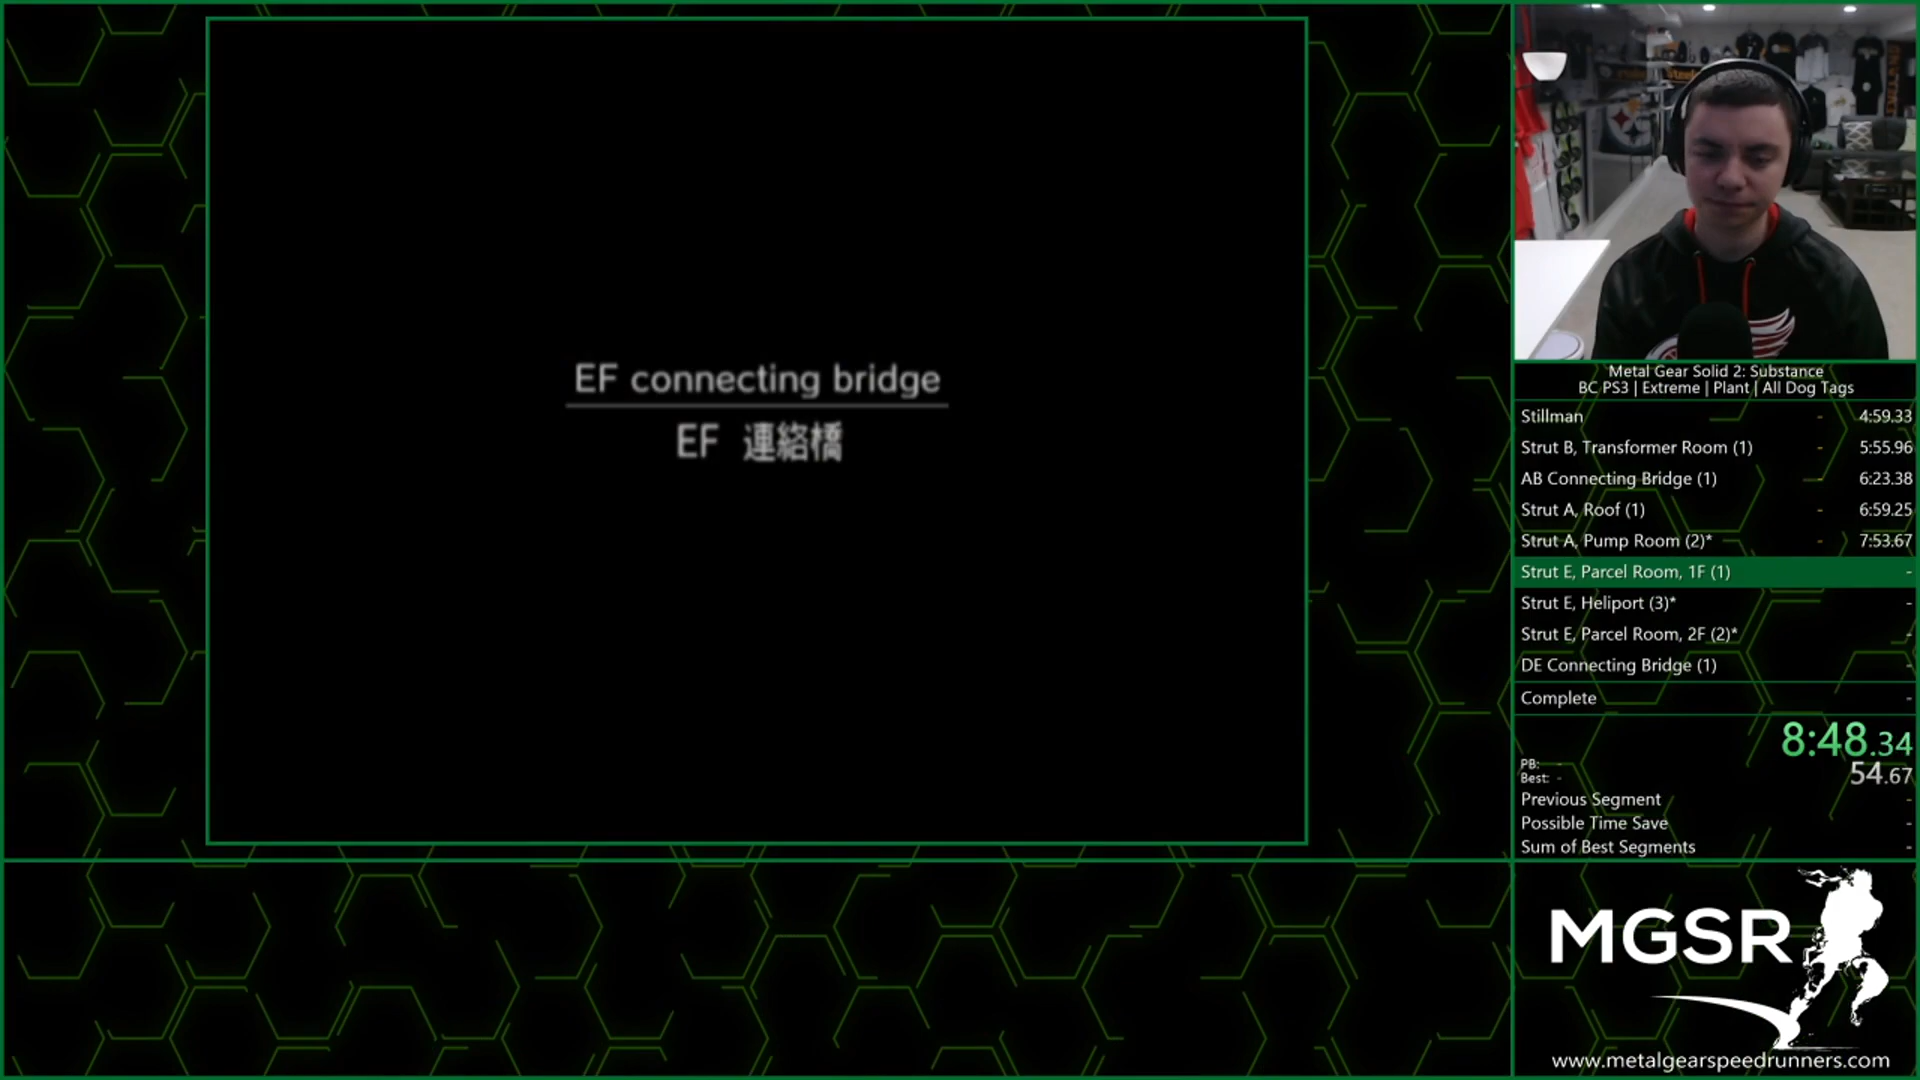 EF connecting bridge
EF 連絡橋
Metal Gear Solid 2: Substance
BC PS3 | Extreme | Plant | All Dog Tags
Stillman - 4:59.33
Strut B, Transformer Room (1) - 5:55.96
AB Connecting Bridge (1) - 6:23.38
Strut A, Roof (1) - 6:59.25
Strut A, Pump Room (2)* - 7:53.67
Strut E, Parcel Room, 1F (1) -
Strut E, Heliport (3)* -
Strut E, Parcel Room, 2F (2)* -
DE Connecting Bridge (1) -
Complete -
8:48.34
PB: -
Best: -
54.67
Previous Segment -
Possible Time Save -
Sum of Best Segments -
MGSR
www.metalgearspeedrunners.com